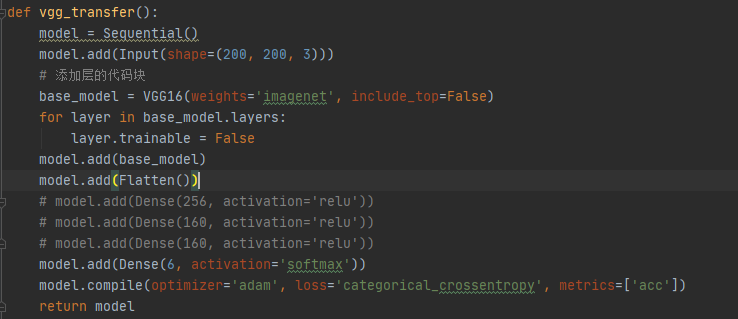 def vgg_transfer():
    model = Sequential()
    model.add(Input(shape=(200, 200, 3)))
    # 添加层的代码块
    base_model = VGG16(weights='imagenet', include_top=False)
    for layer in base_model.layers:
        layer.trainable = False
    model.add(base_model)
    model.add(Flatten())
    # model.add(Dense(256, activation='relu'))
    # model.add(Dense(160, activation='relu'))
    # model.add(Dense(160, activation='relu'))
    model.add(Dense(6, activation='softmax'))
    model.compile(optimizer='adam', loss='categorical_crossentropy', metrics=['acc'])
    return model